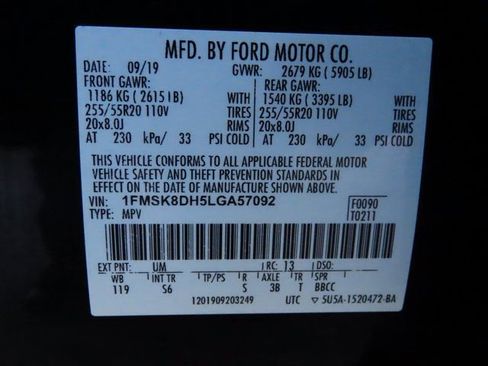 MFD. BY FORD MOTOR CO.
DATE: 09/19 GVWR: 2679 KG ( 5905 LB)
FRONT GAWR: REAR GAWR:
1186 KG ( 2615 LB) WITH 1540 KG ( 3395 LB) WITH
255/55R20 110V TIRES 255/55R20 110V TIRES
20x8.0J RIMS 20x8.0J RIMS
AT 230 kPa/ 33 PSI COLD AT 230 kPa/ 33 PSI COLD
THIS VEHICLE CONFORMS TO ALL APPLICABLE FEDERAL MOTOR
VEHICLE SAFETY AND THEFT PREVENTION STANDARDS IN
EFFECT ON THE DATE OF MANUFACTURE SHOWN ABOVE.
VIN: 1FMSK8DH5LGA57092 F0090
TYPE: MPV T0211
EXT PNT: UM RC: 13 DSO:
WB INT TR TP/PS R AXLE TR SPR
119 S6 S 3B T BBCC
1201909203249 UTC ▽ 5U5A-1520472-BA